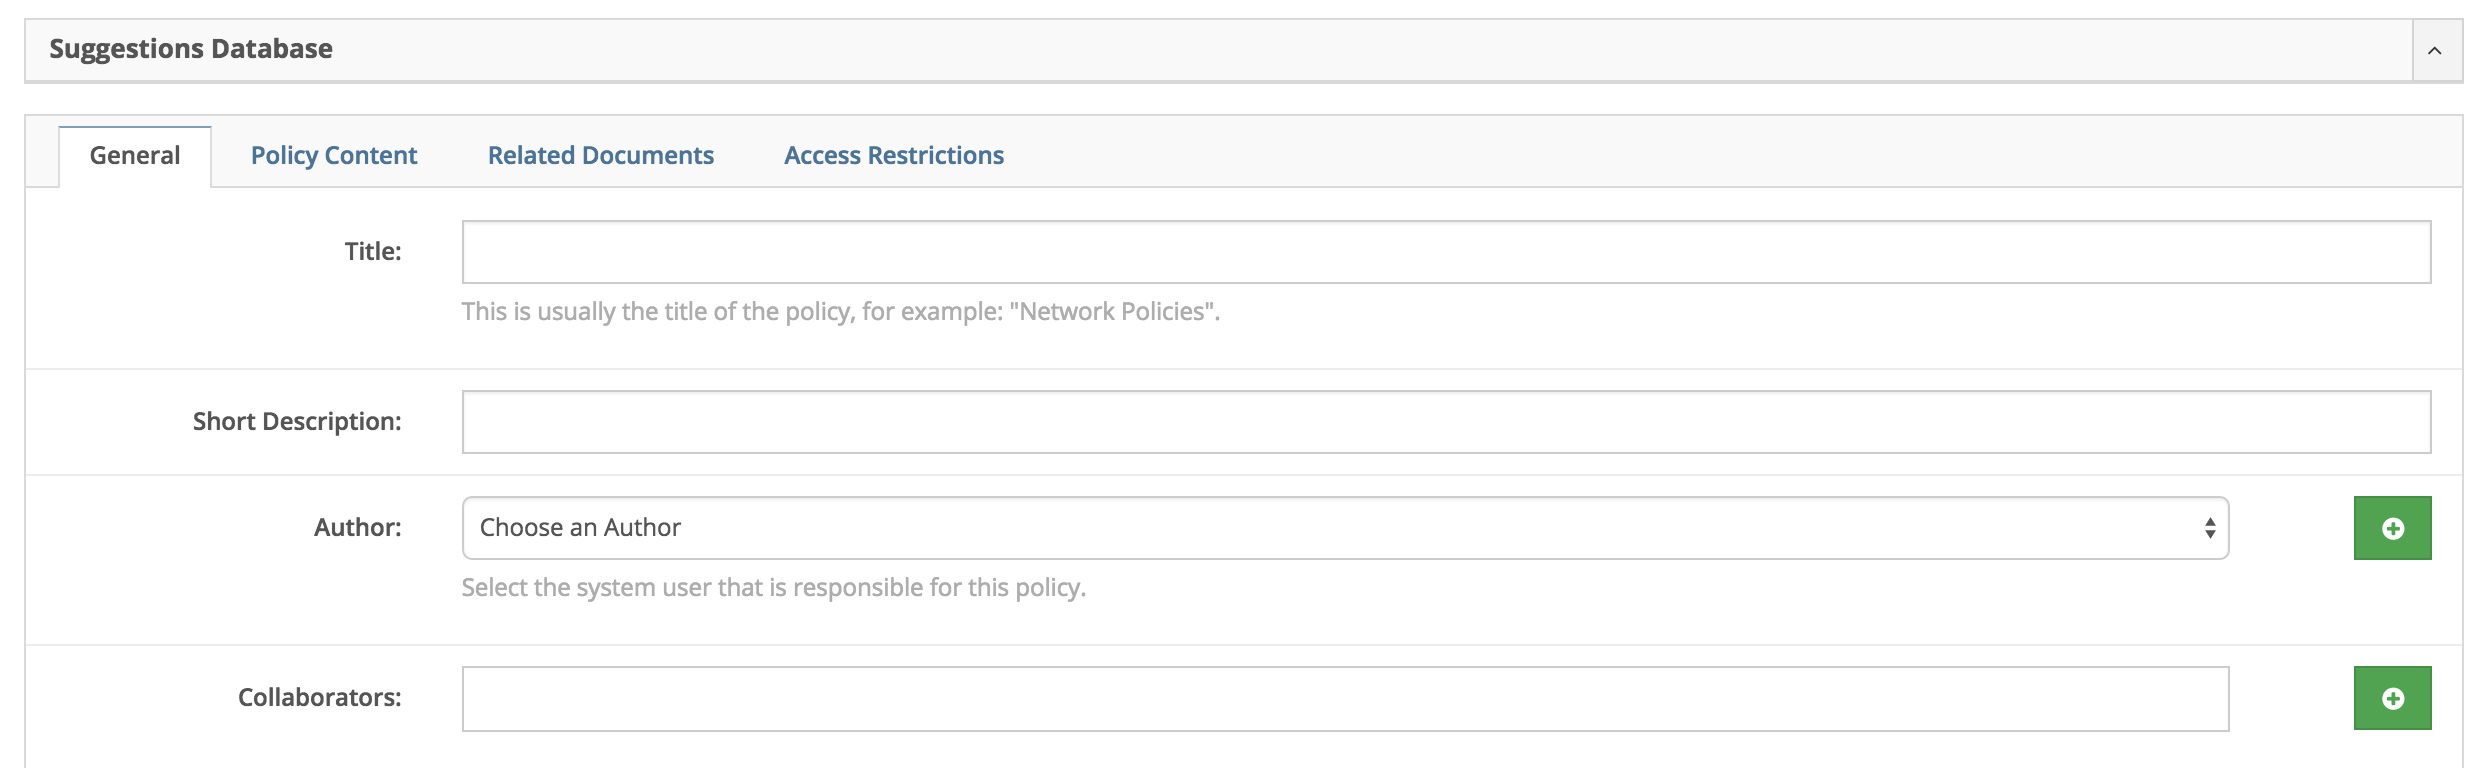 Suggestions Database
General Policy Content Related Documents Access Restrictions
Title:
This is usually the title of the policy, for example: "Network Policies".
Short Description:
Author: Choose an Author
Select the system user that is responsible for this policy.
Collaborators: